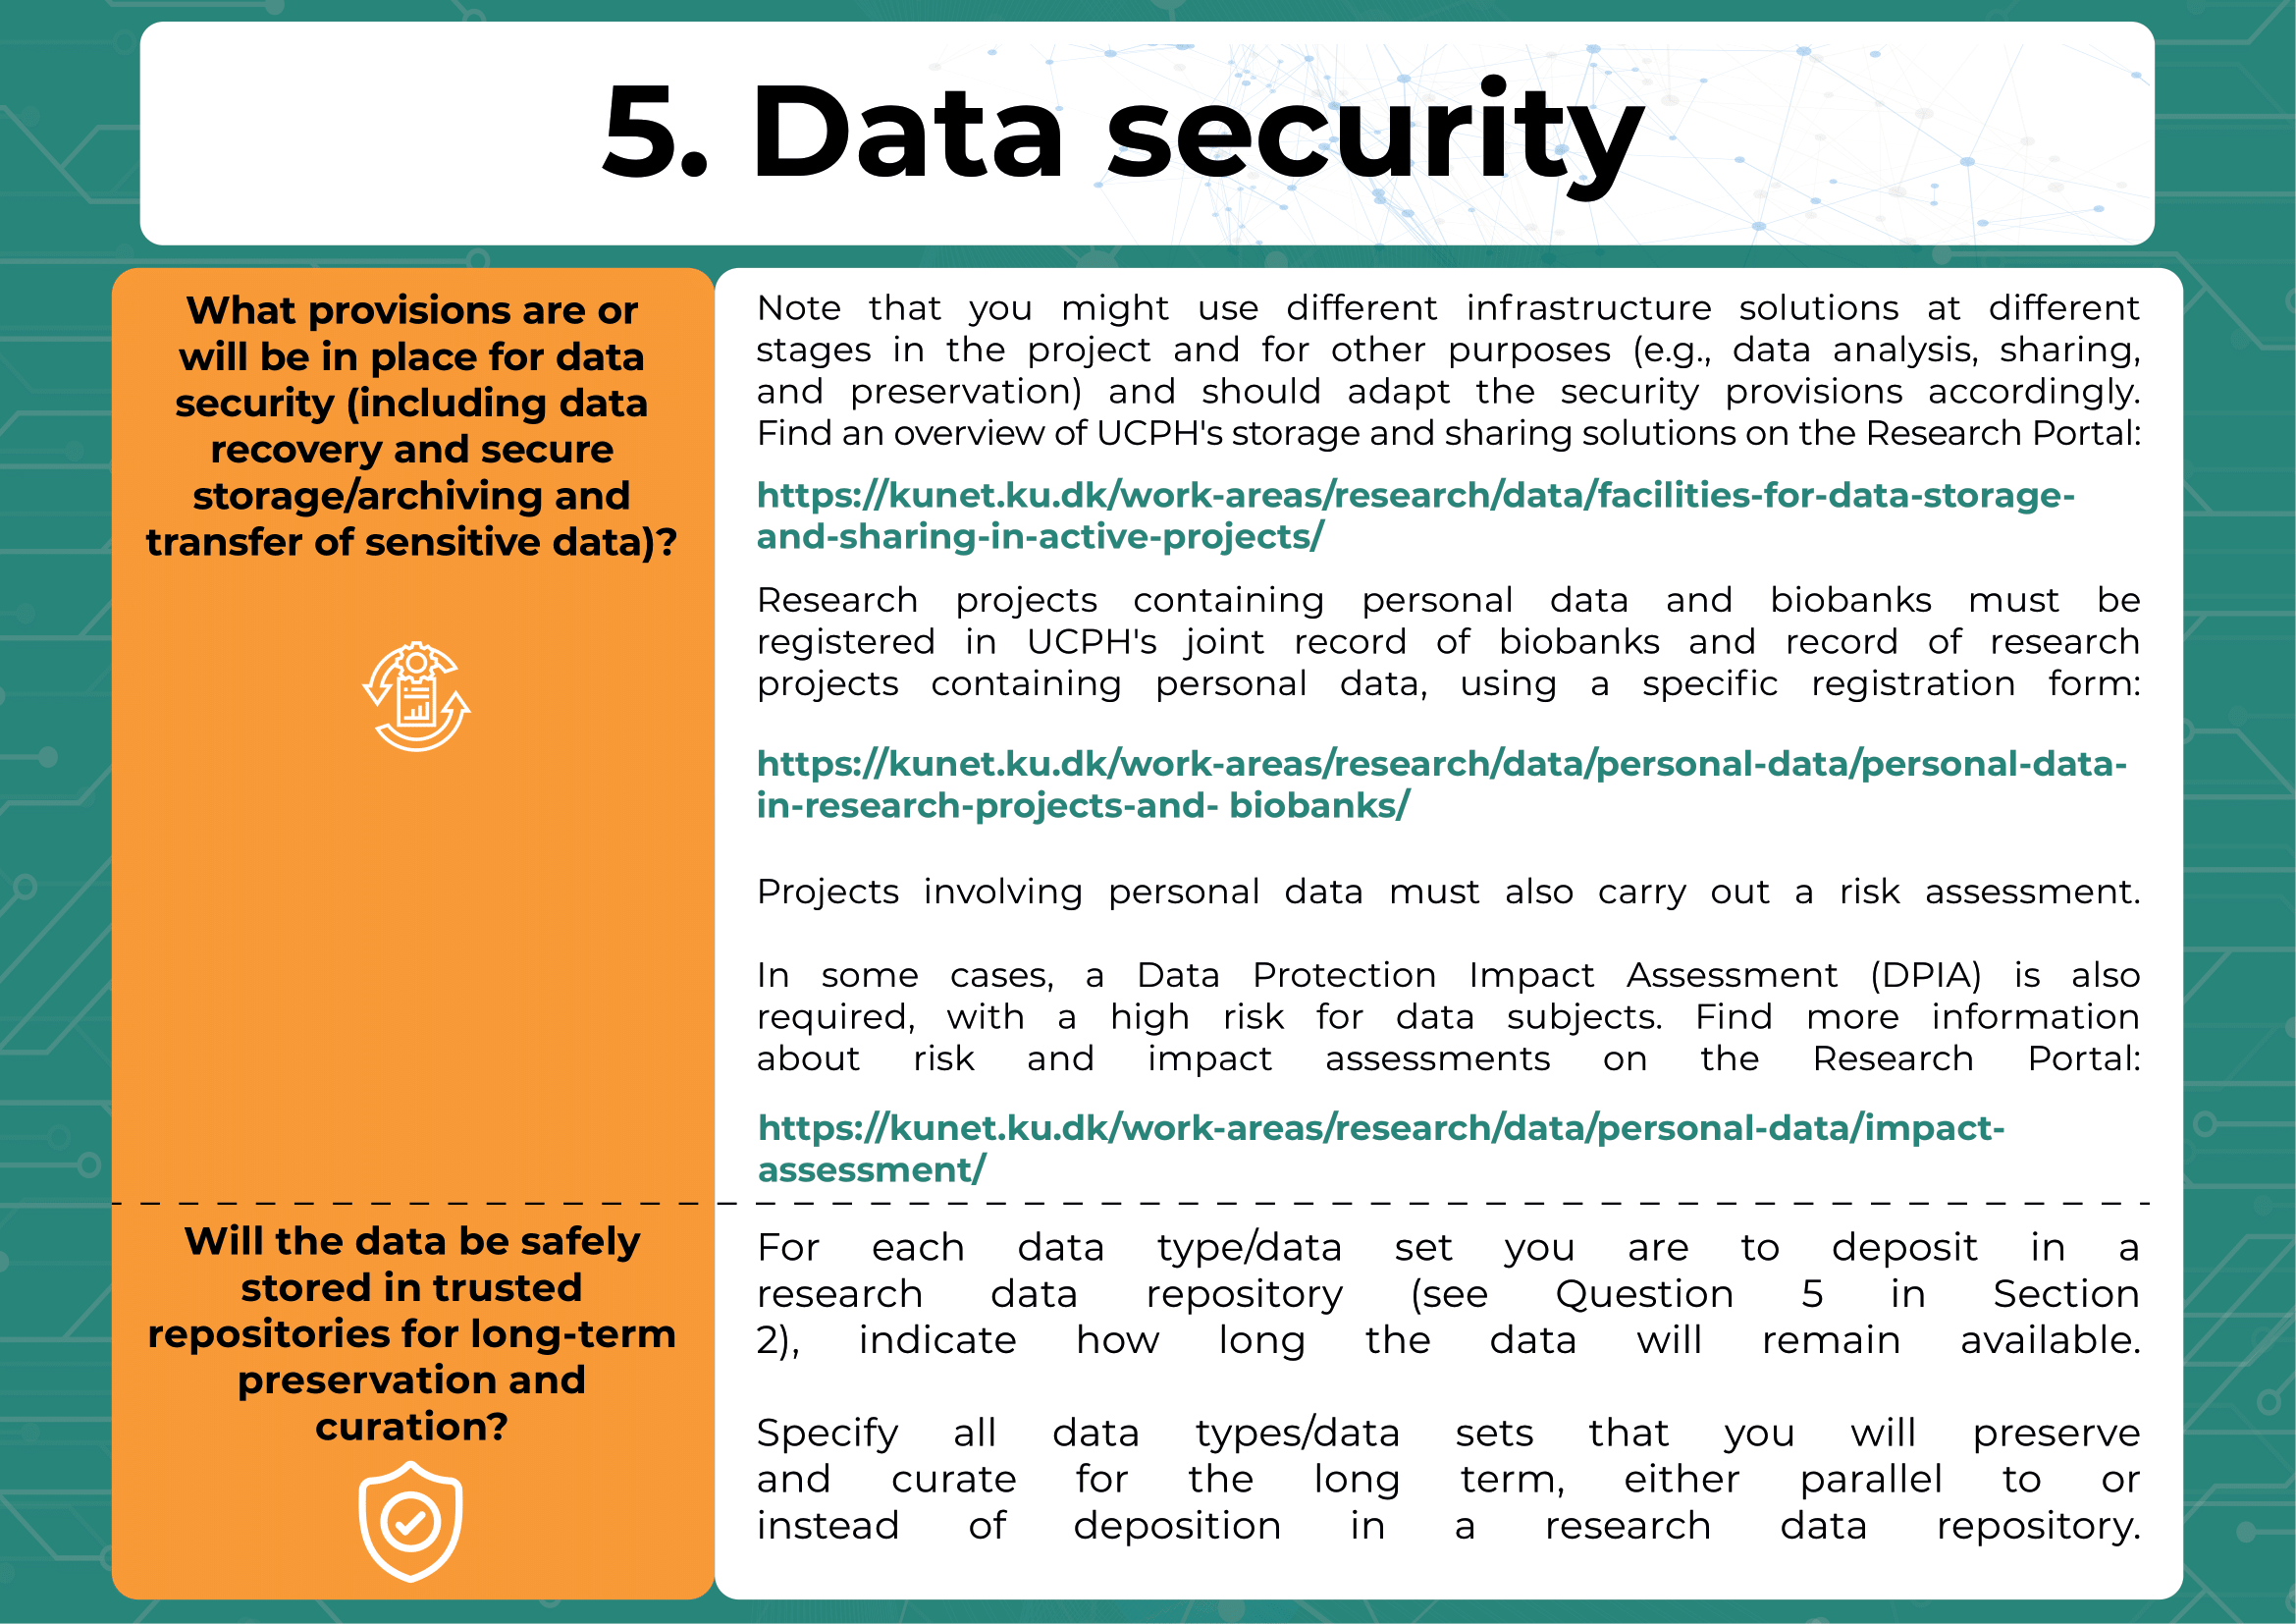 5. Data security
What provisions are or
will be in place for data
security (including data
recovery and secure
storage/archiving and
transfer of sensitive data)?
Note that you might use different infrastructure solutions at different
stages in the project and for other purposes (e.g., data analysis, sharing,
and preservation) and should adapt the security provisions accordingly.
Find an overview of UCPH's storage and sharing solutions on the Research Portal:
https://kunet.ku.dk/work-areas/research/data/facilities-for-data-storage-
and-sharing-in-active-projects/
Research projects containing personal data and biobanks must be
registered in UCPH's joint record of biobanks and record of research
projects containing personal data, using a specific registration form:
https://kunet.ku.dk/work-areas/research/data/personal-data/personal-data-
in-research-projects-and- biobanks/
Projects involving personal data must also carry out a risk assessment.
In some cases, a Data Protection Impact Assessment (DPIA) is also
required, with a high risk for data subjects. Find more information
about risk and impact assessments on the Research Portal:
https://kunet.ku.dk/work-areas/research/data/personal-data/impact-
assessment/
Will the data be safely
stored in trusted
repositories for long-term
preservation and
curation?
For each data type/data set you are to deposit in a
research data repository (see Question 5 in Section
2), indicate how long the data will remain available.
Specify all data types/data sets that you will preserve
and curate for the long term, either parallel to or
instead of deposition in a research data repository.